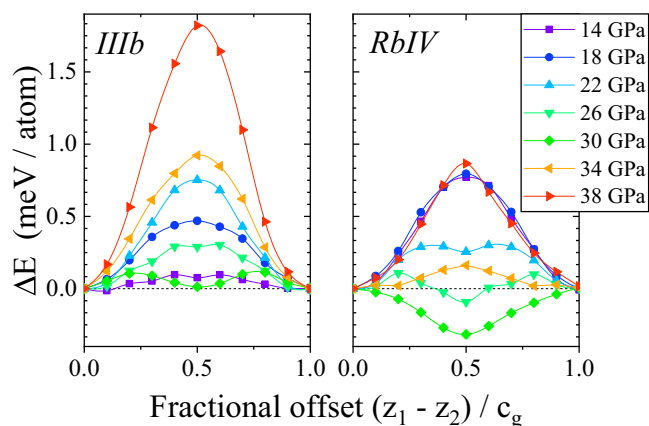 IIIb
RbIV
14 GPa
18 GPa
22 GPa
26 GPa
30 GPa
34 GPa
38 GPa
ΔE (meV / atom)
1.5
1.0
0.5
0.0
0.0 0.5 1.0 0.0 0.5 1.0
Fractional offset (z₁ - z₂) / c_g